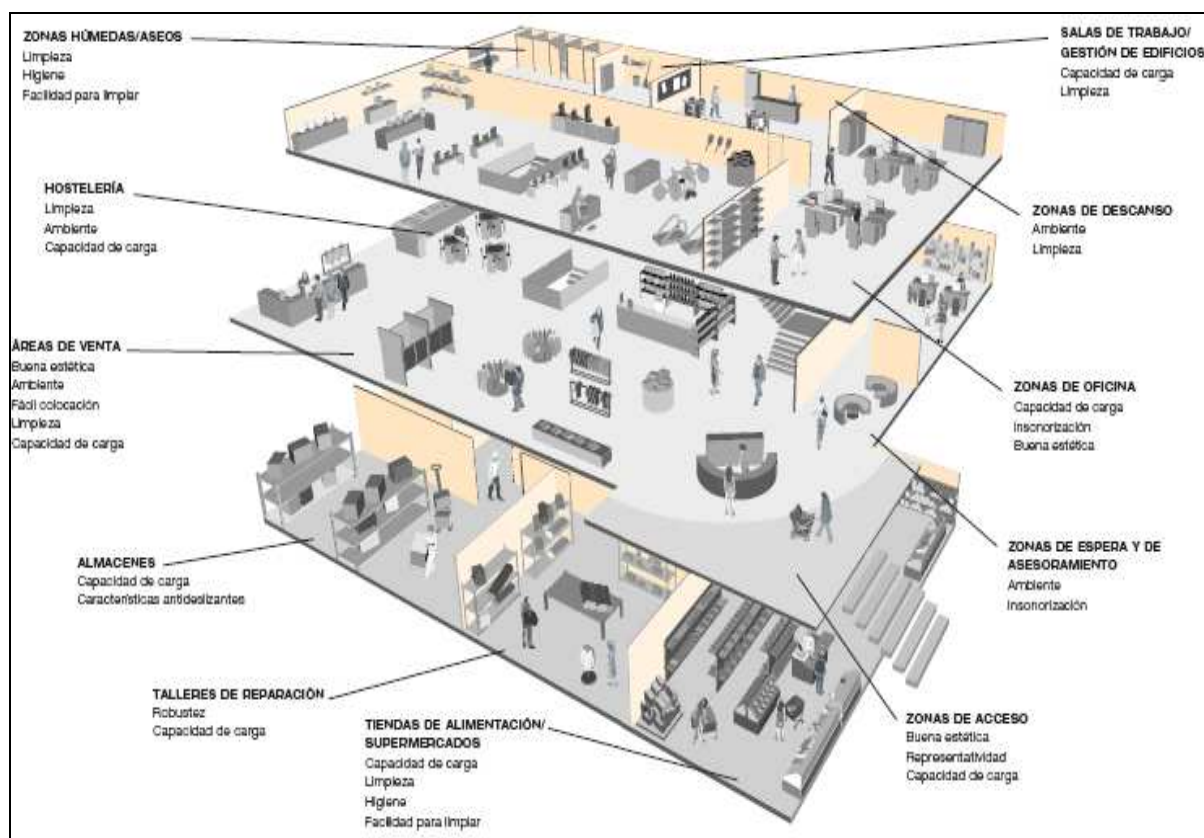 ZONAS HÚMEDAS/ASEOS
Limpieza
Higiene
Facilidad para limpiar
SALAS DE TRABAJO/
GESTIÓN DE EDIFICIOS
Capacidad de carga
Limpieza
HOSTELERÍA
Limpieza
Ambiente
Capacidad de carga
ZONAS DE DESCANSO
Ambiente
Limpieza
ÁREAS DE VENTA
Buena estética
Ambiente
Fácil colocación
Limpieza
Capacidad de carga
ZONAS DE OFICINA
Capacidad de carga
Insonorización
Buena estética
ALMACENES
Capacidad de carga
Características antideslizantes
ZONAS DE ESPERA Y DE
ASESORAMIENTO
Ambiente
Insonorización
TALLERES DE REPARACIÓN
Robustez
Capacidad de carga
TIENDAS DE ALIMENTACIÓN/
SUPERMERCADOS
Capacidad de carga
Limpieza
Higiene
Facilidad para limpiar
ZONAS DE ACCESO
Buena estética
Representatividad
Capacidad de carga